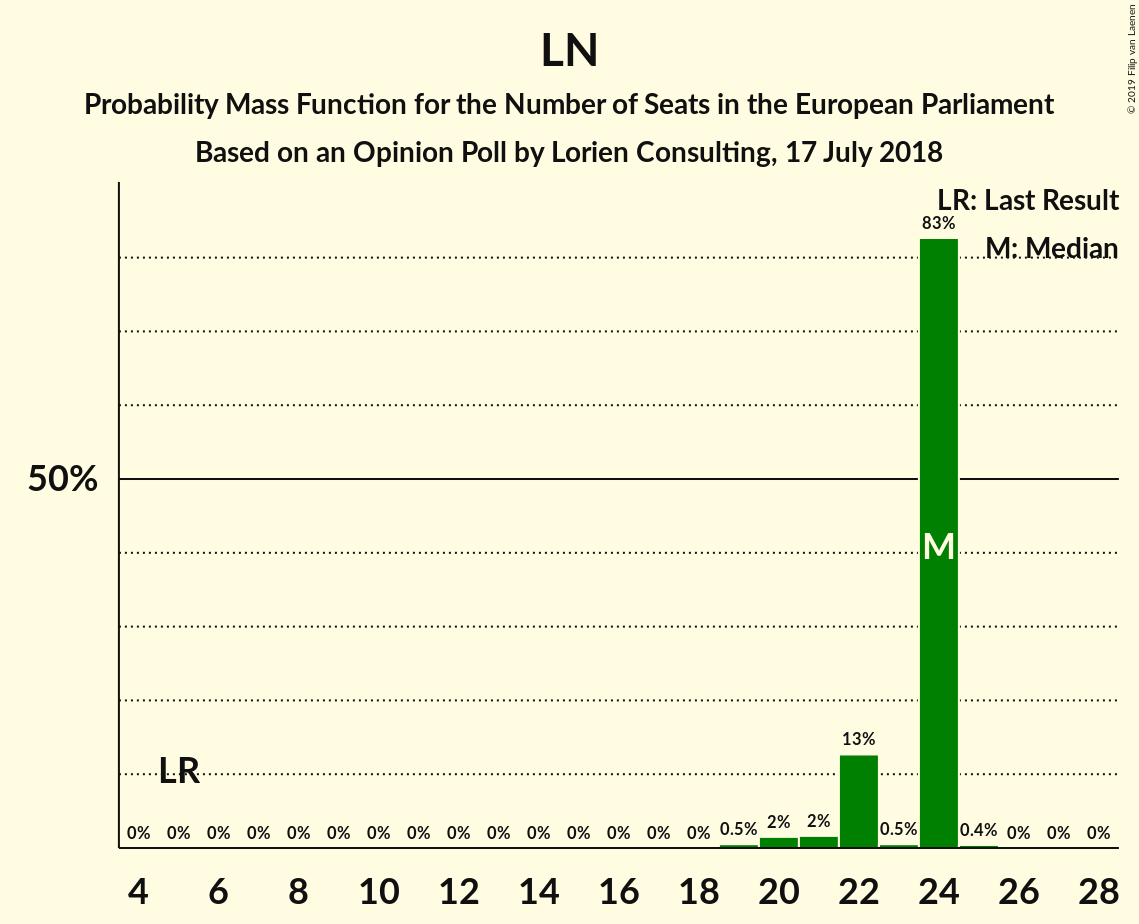 LN
Probability Mass Function for the Number of Seats in the European Parliament
Based on an Opinion Poll by Lorien Consulting, 17 July 2018
© 2019 Filip van Laenen
LR: Last Result
M: Median
83%
50%
M
13%
LR
0% 0% 0% 0% 0% 0% 0% 0% 0% 0% 0% 0% 0% 0% 0% 0.5% 2% 2% 0.5% 0.4% 0% 0% 0%
4 6 8 10 12 14 16 18 20 22 24 26 28